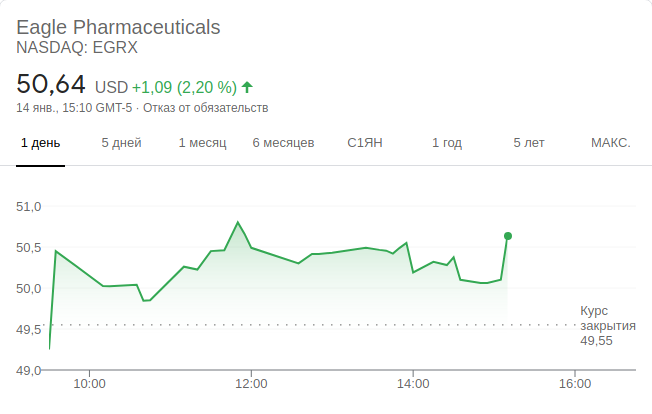 Eagle Pharmaceuticals
NASDAQ: EGRX
50,64 USD +1,09 (2,20 %)
14 янв., 15:10 GMT-5 · Отказ от обязательств
1 день 5 дней 1 месяц 6 месяцев С1ЯН 1 год 5 лет МАКС.
51,0
50,5
50,0
49,5
49,0
Курс
закрытия
49,55
10:00 12:00 14:00 16:00